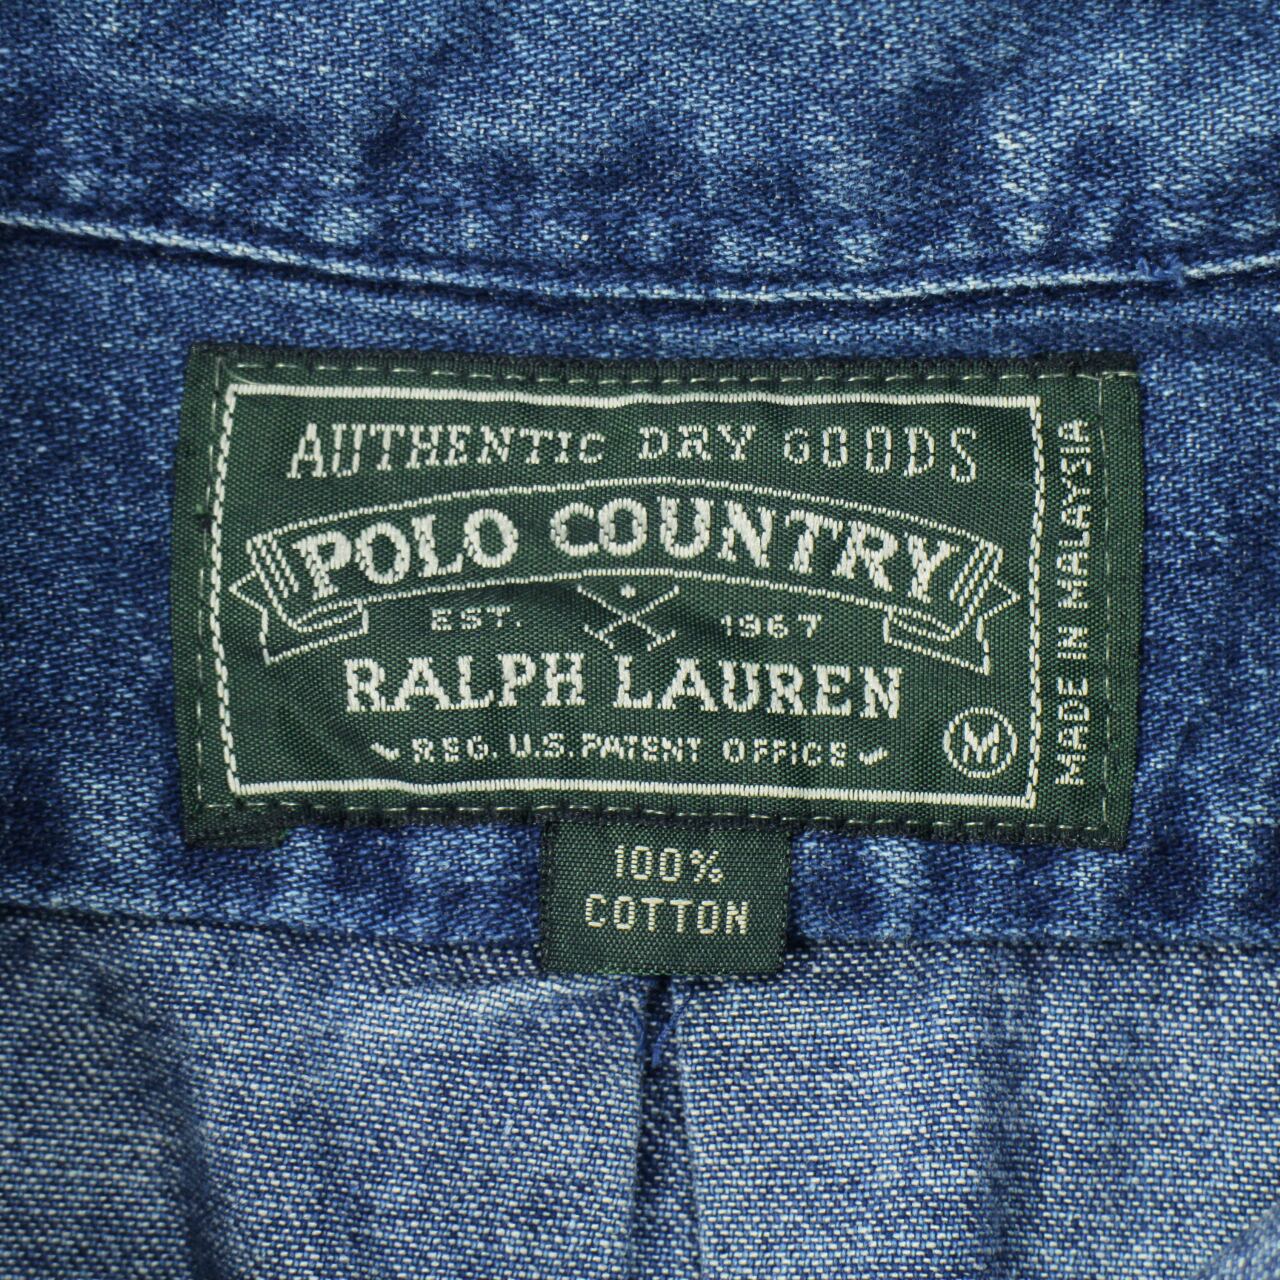 AUTHENTIC DRY GOODS
POLO COUNTRY
EST. 1967
RALPH LAUREN
REG. U.S. PATENT OFFICE
M
MADE IN MALAYSIA
100%
COTTON